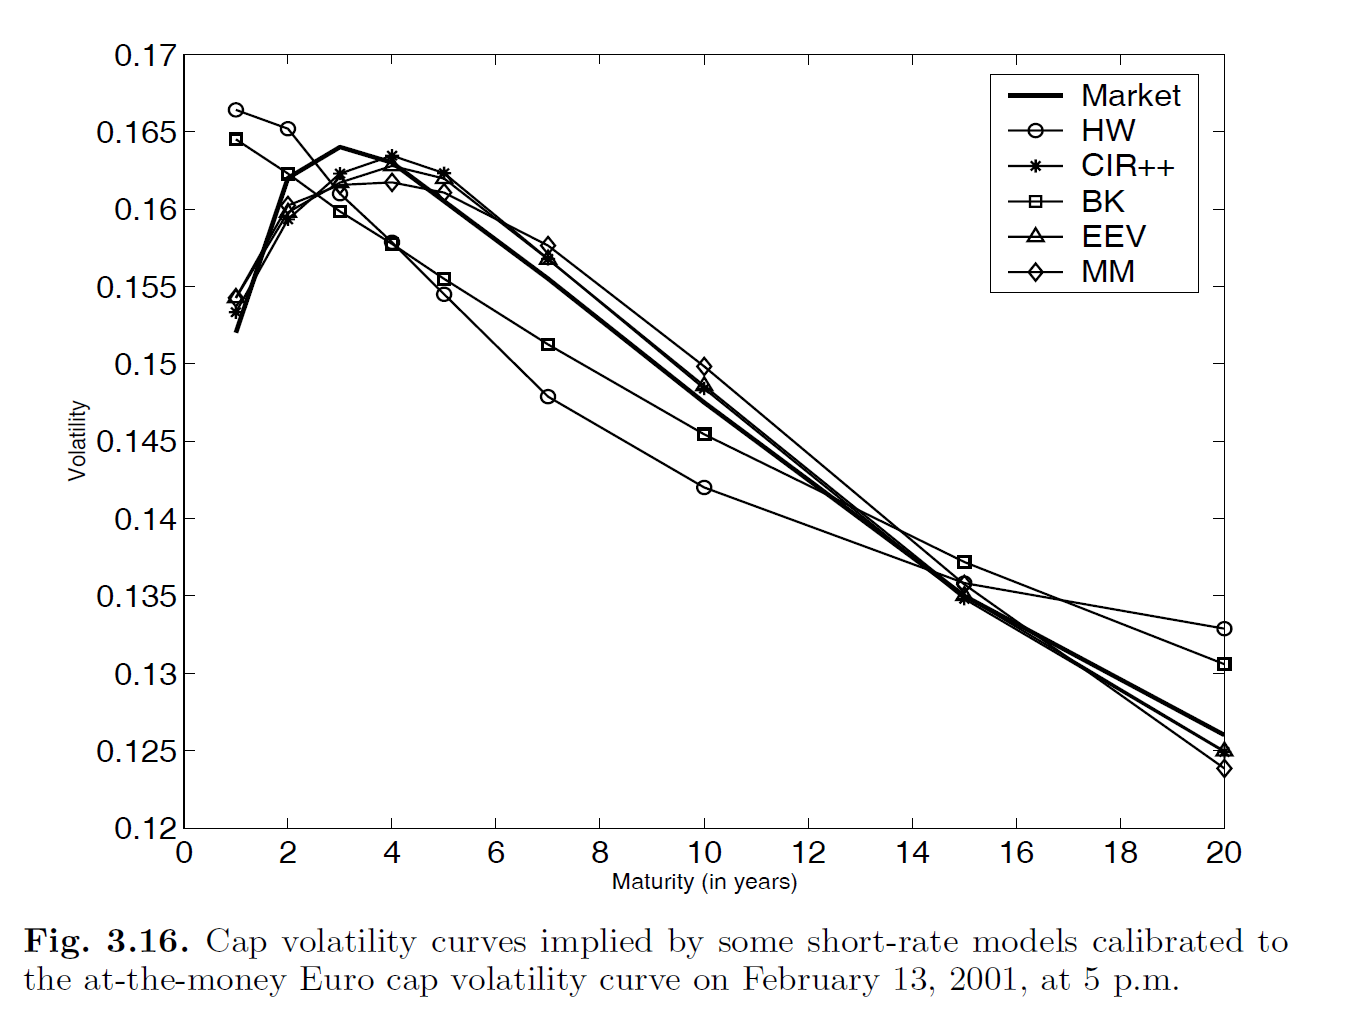 0.17
0.165
0.16
0.155
0.15
0.145
0.14
0.135
0.13
0.125
0.12
Volatility
Market
HW
CIR++
BK
EEV
MM
0 2 4 6 8 10 12 14 16 18 20
Maturity (in years)
Fig. 3.16. Cap volatility curves implied by some short-rate models calibrated to
the at-the-money Euro cap volatility curve on February 13, 2001, at 5 p.m.